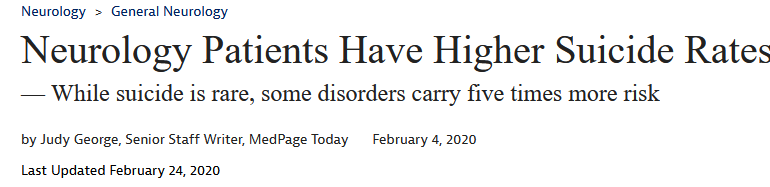 Neurology > General Neurology
Neurology Patients Have Higher Suicide Rates
— While suicide is rare, some disorders carry five times more risk
by Judy George, Senior Staff Writer, MedPage Today February 4, 2020
Last Updated February 24, 2020